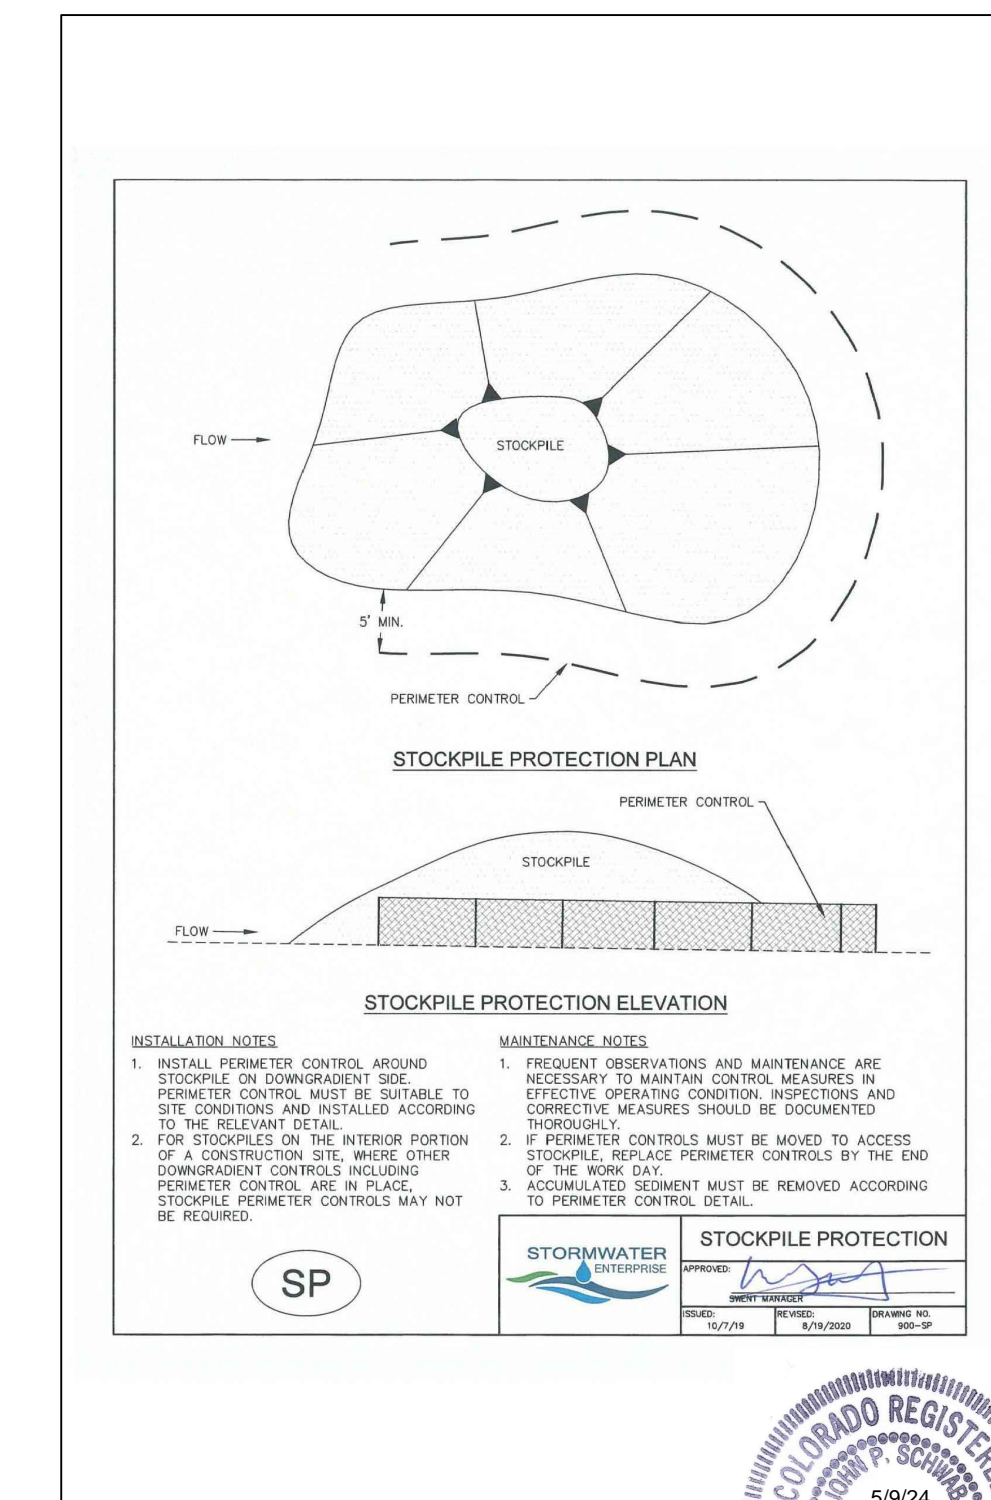 FLOW
STOCKPILE
5' MIN.
PERIMETER CONTROL
STOCKPILE PROTECTION PLAN
PERIMETER CONTROL
STOCKPILE
FLOW
STOCKPILE PROTECTION ELEVATION
INSTALLATION NOTES
1. INSTALL PERIMETER CONTROL AROUND
STOCKPILE ON DOWNGRADIENT SIDE.
PERIMETER CONTROL MUST BE SUITABLE TO
SITE CONDITIONS AND INSTALLED ACCORDING
TO THE RELEVANT DETAIL.
2. FOR STOCKPILES ON THE INTERIOR PORTION
OF A CONSTRUCTION SITE, WHERE OTHER
DOWNGRADIENT CONTROLS INCLUDING
PERIMETER CONTROL ARE IN PLACE,
STOCKPILE PERIMETER CONTROLS MAY NOT
BE REQUIRED.
MAINTENANCE NOTES
1. FREQUENT OBSERVATIONS AND MAINTENANCE ARE
NECESSARY TO MAINTAIN CONTROL MEASURES IN
EFFECTIVE OPERATING CONDITION. INSPECTIONS AND
CORRECTIVE MEASURES SHOULD BE DOCUMENTED
THOROUGHLY.
2. IF PERIMETER CONTROLS MUST BE MOVED TO ACCESS
STOCKPILE, REPLACE PERIMETER CONTROLS BY THE END
OF THE WORK DAY.
3. ACCUMULATED SEDIMENT MUST BE REMOVED ACCORDING
TO PERIMETER CONTROL DETAIL.
SP
STORMWATER
ENTERPRISE
STOCKPILE PROTECTION
APPROVED:
SWENT MANAGER
ISSUED:
10/7/19
REVISED:
8/19/2020
DRAWING NO.
900-SP
COLORADO REGISTERE
JOHN P. SCHWAB
5/9/24